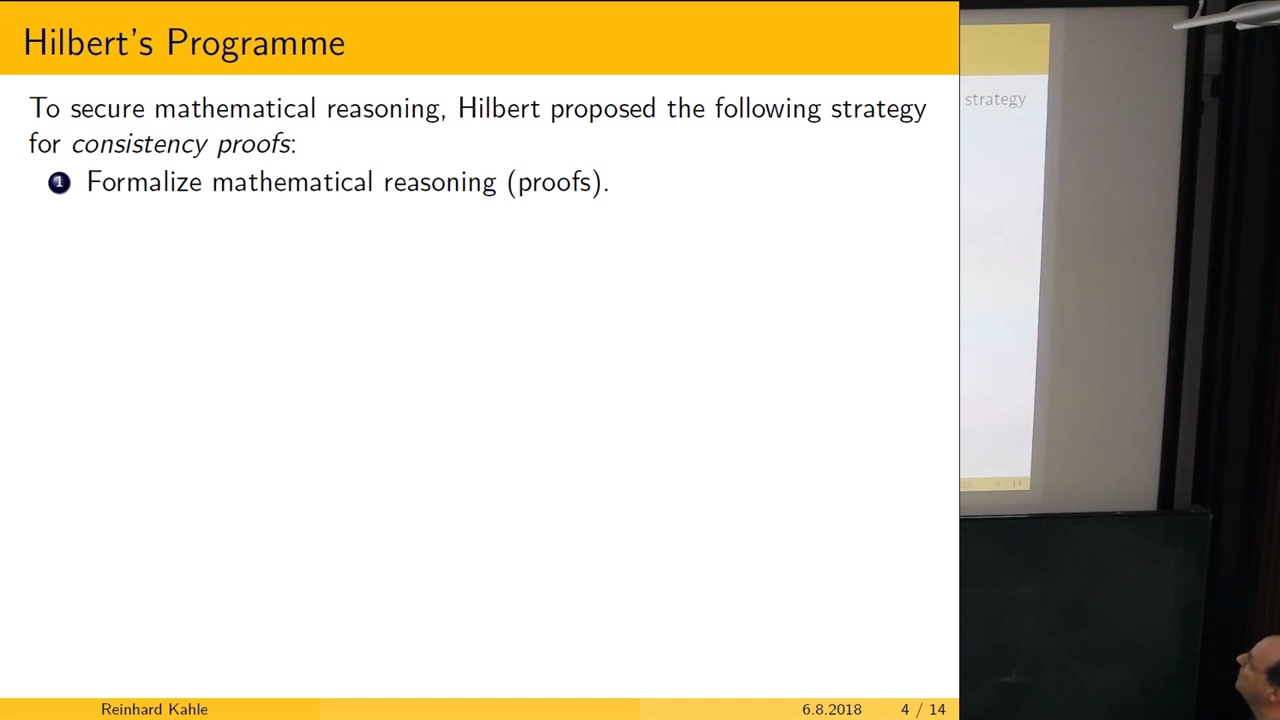 Hilbert's Programme
To secure mathematical reasoning, Hilbert proposed the following strategy
for consistency proofs:
1 Formalize mathematical reasoning (proofs).
Reinhard Kahle
6.8.2018
4 / 14
strategy
14